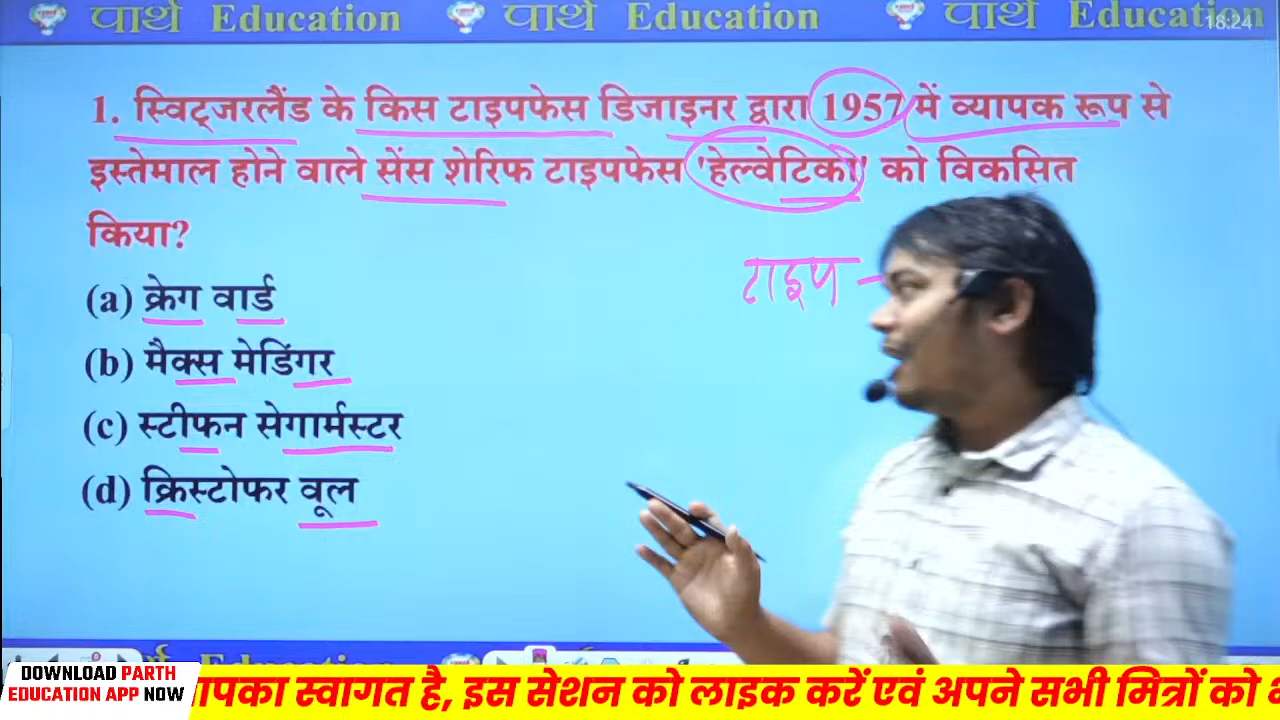 पार्थ Education पार्थ Education पार्थ Education
18:24
1. स्विट्जरलैंड के किस टाइपफेस डिजाइनर द्वारा 1957 में व्यापक रूप से
इस्तेमाल होने वाले सेंस शेरिफ टाइपफेस 'हेल्वेटिका' को विकसित
किया?
टाइप –
(a) क्रेग वार्ड
(b) मैक्स मेडिंगर
(c) स्टीफन सेगार्मस्टर
(d) क्रिस्टोफर वूल
Education
DOWNLOAD PARTH
EDUCATION APP NOW
स्वागत है, इस सेशन को लाइक करें एवं अपने सभी मित्रों को